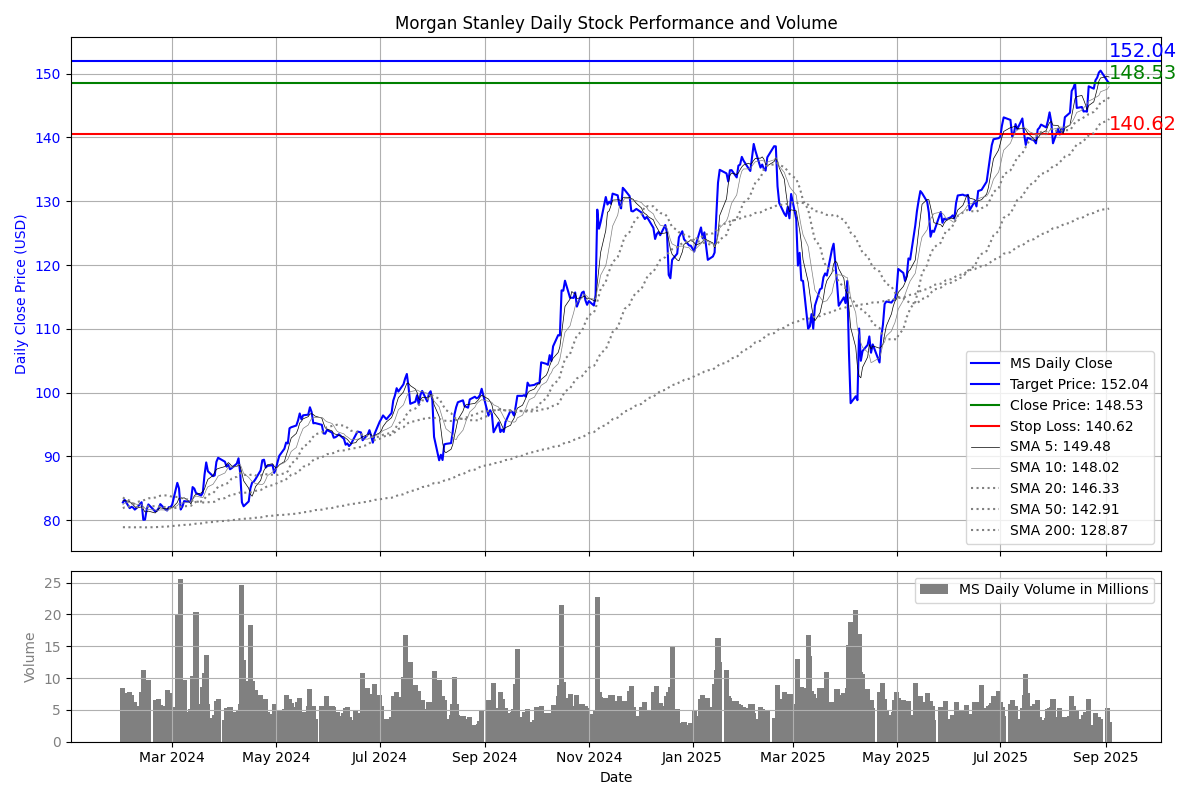 Morgan Stanley Daily Stock Performance and Volume
152.04
148.53
140.62
150
140
130
120
110
100
90
80
Daily Close Price (USD)
MS Daily Close
Target Price: 152.04
Close Price: 148.53
Stop Loss: 140.62
SMA 5: 149.48
SMA 10: 148.02
SMA 20: 146.33
SMA 50: 142.91
SMA 200: 128.87
25
20
15
10
5
0
Volume
MS Daily Volume in Millions
Mar 2024
May 2024
Jul 2024
Sep 2024
Nov 2024
Jan 2025
Mar 2025
May 2025
Jul 2025
Sep 2025
Date